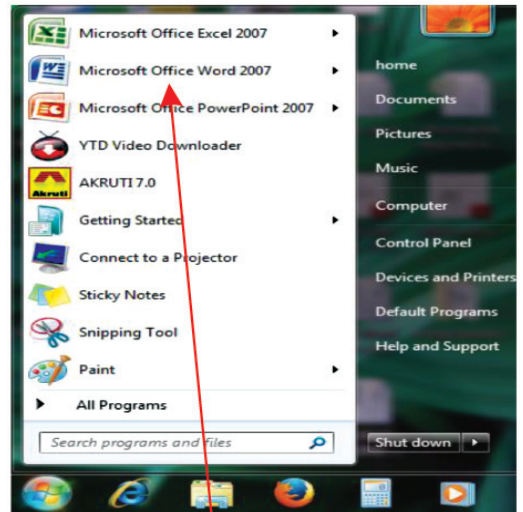 Microsoft Office Excel 2007
Microsoft Office Word 2007
Microsoft Office PowerPoint 2007
YTD Video Downloader
Akruti
AKRUTI 7.0
Getting Started
Connect to a Projector
Sticky Notes
Snipping Tool
Paint
All Programs
Search programs and files
home
Documents
Pictures
Music
Computer
Control Panel
Devices and Printers
Default Programs
Help and Support
Shut down